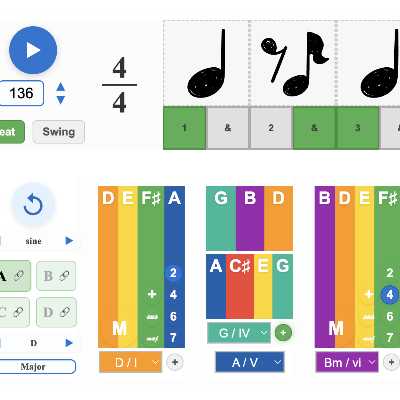 136
4
4
eat
Swing
1 & 2 & 3 &
sine
A B
C D
D
Major
D E F♯ A
2
+ 4
sus 6
M 7
D / I
+
G B D
A C♯ E G
G / IV
+
A / V
B D E F♯
2
+ 4
6
M 7
Bm / vi
+